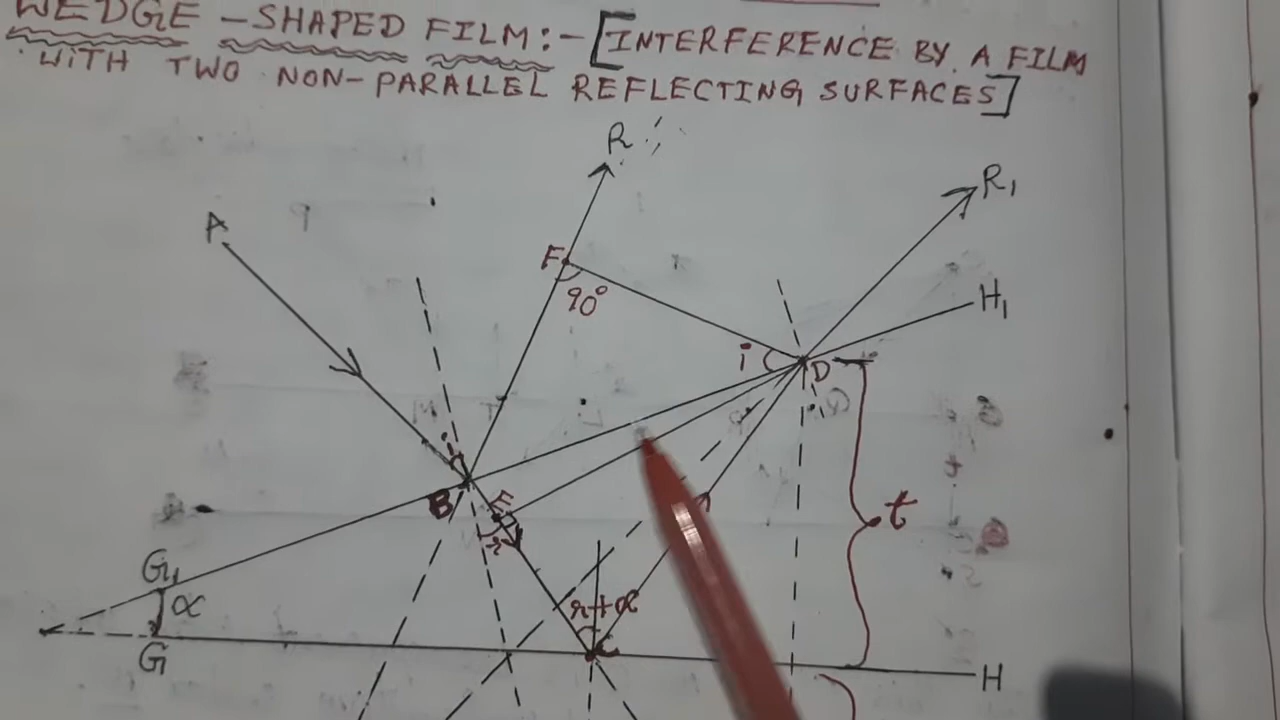 WEDGE -SHAPED FILM:- [INTERFERENCE BY A FILM
WITH TWO NON-PARALLEL REFLECTING SURFACES]
R
R1
A
F
90°
H1
i
D
i
B
E
t
r
G1
α
r+α
G
C
H